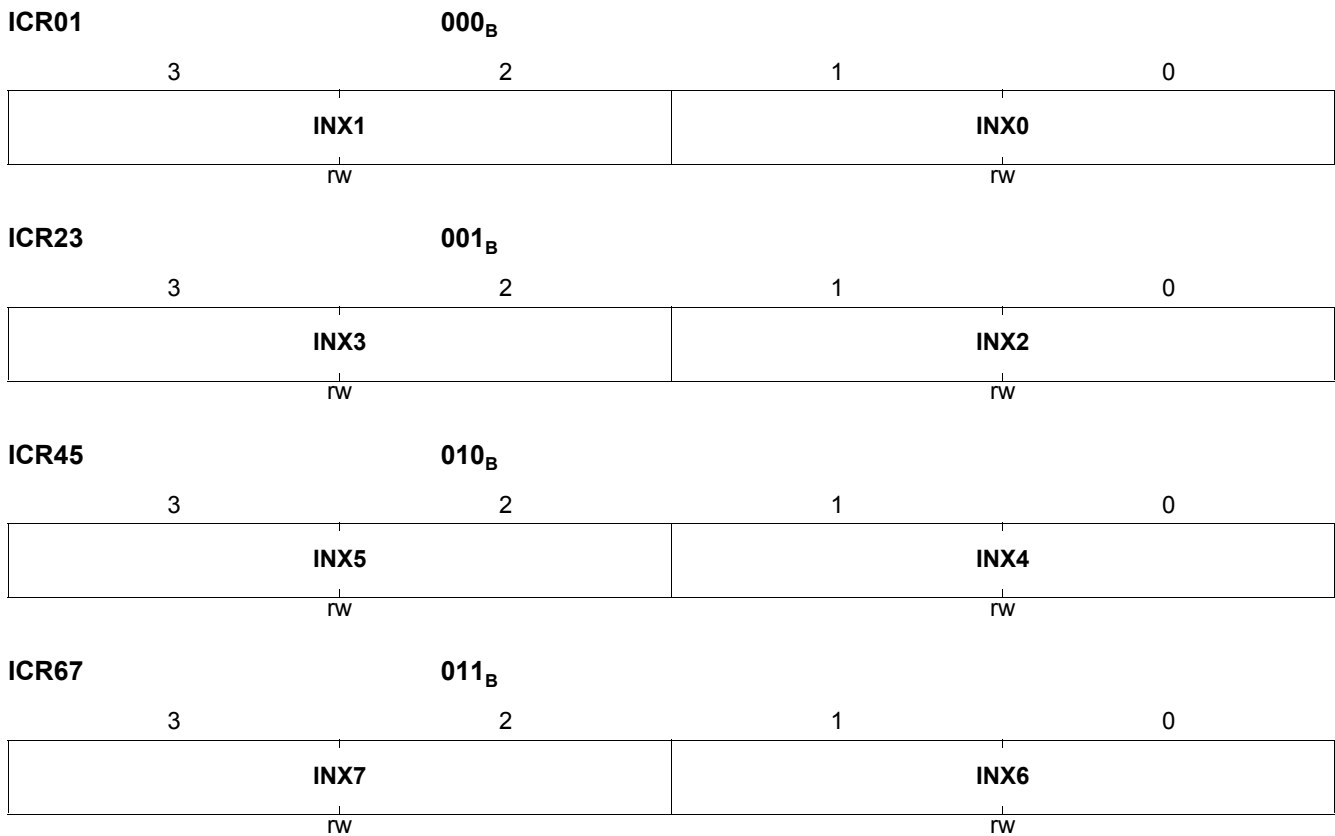 ICR01 000B
3 2 1 0
INX1 INX0
rw rw
ICR23 001B
3 2 1 0
INX3 INX2
rw rw
ICR45 010B
3 2 1 0
INX5 INX4
rw rw
ICR67 011B
3 2 1 0
INX7 INX6
rw rw